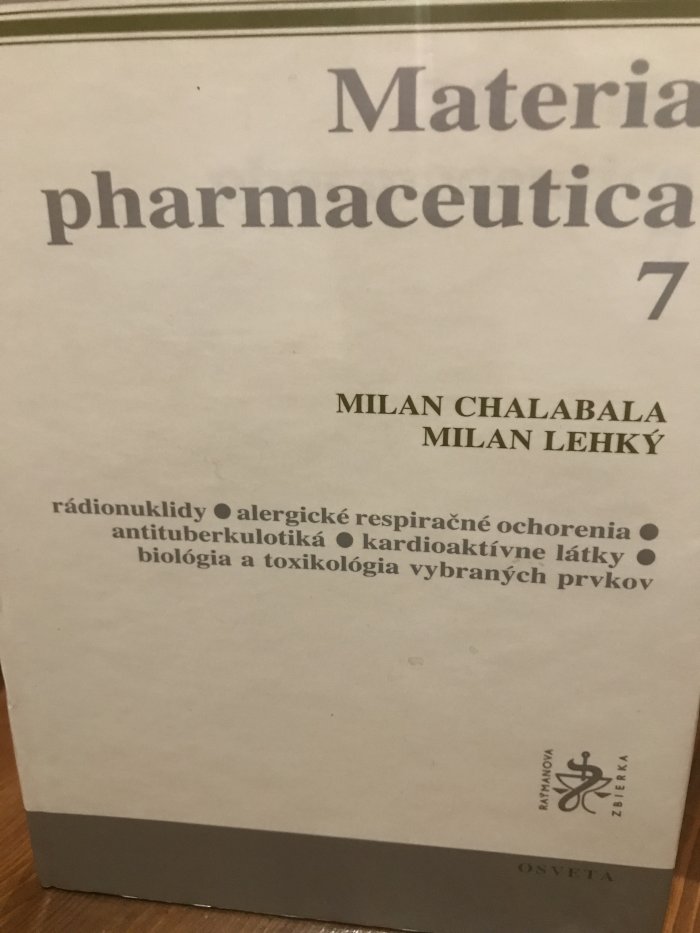 Materia
pharmaceutica
7
MILAN CHALABALA
MILAN LEHKÝ
rádionuklidy ● alergické respiračné ochorenia ●
antituberkulotiká ● kardioaktívne látky ●
biológia a toxikológia vybraných prvkov
RAÝMANOVA
ZBIERKA
OSVETA